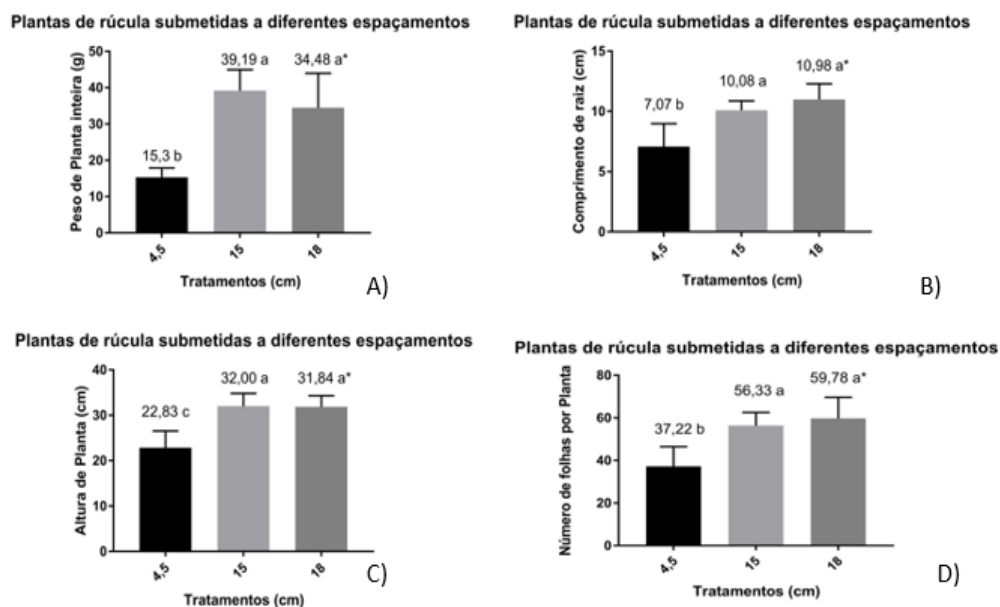 Plantas de rúcula submetidas a diferentes espaçamentos
Peso de Planta inteira (g)
50
40
30
20
10
0
15,3 b
39,19 a
34,48 a*
4,5
15
18
Tratamentos (cm)
A)
Plantas de rúcula submetidas a diferentes espaçamentos
Comprimento de raiz (cm)
15
10
5
0
7,07 b
10,08 a
10,98 a*
4,5
15
18
Tratamentos (cm)
B)
Plantas de rúcula submetidas a diferentes espaçamentos
Altura de Planta (cm)
40
30
20
10
0
22,83 c
32,00 a
31,84 a*
4,5
15
18
Tratamentos (cm)
C)
Plantas de rúcula submetidas a diferentes espaçamentos
Número de folhas por Planta
80
60
40
20
0
37,22 b
56,33 a
59,78 a*
4,5
15
18
Tratamentos (cm)
D)